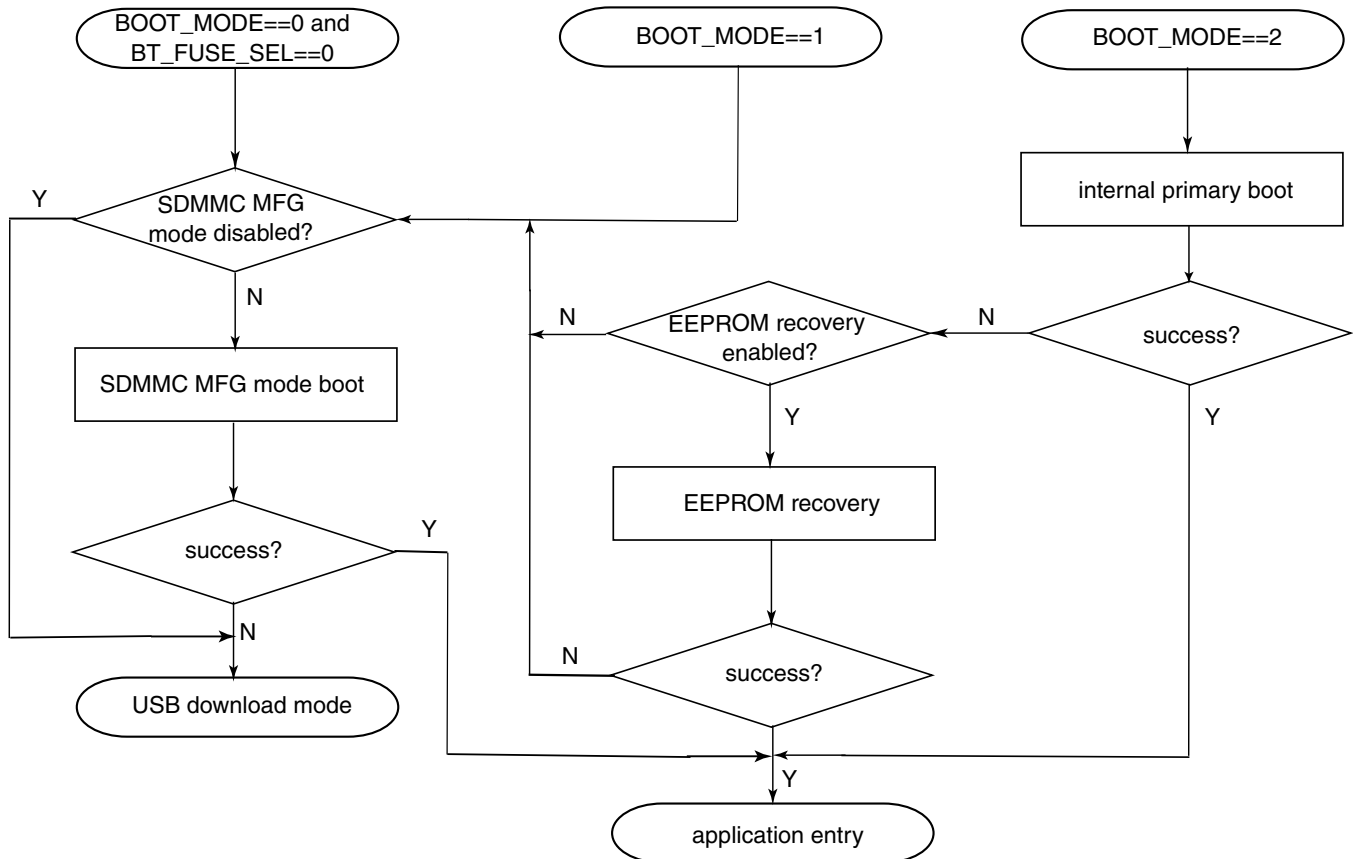 BOOT_MODE==0 and
BT_FUSE_SEL==0
BOOT_MODE==1
BOOT_MODE==2
internal primary boot
Y
SDMMC MFG
mode disabled?
N
N
EEPROM recovery
enabled?
N
success?
SDMMC MFG mode boot
Y
Y
EEPROM recovery
Y
success?
N
N
success?
USB download mode
Y
application entry